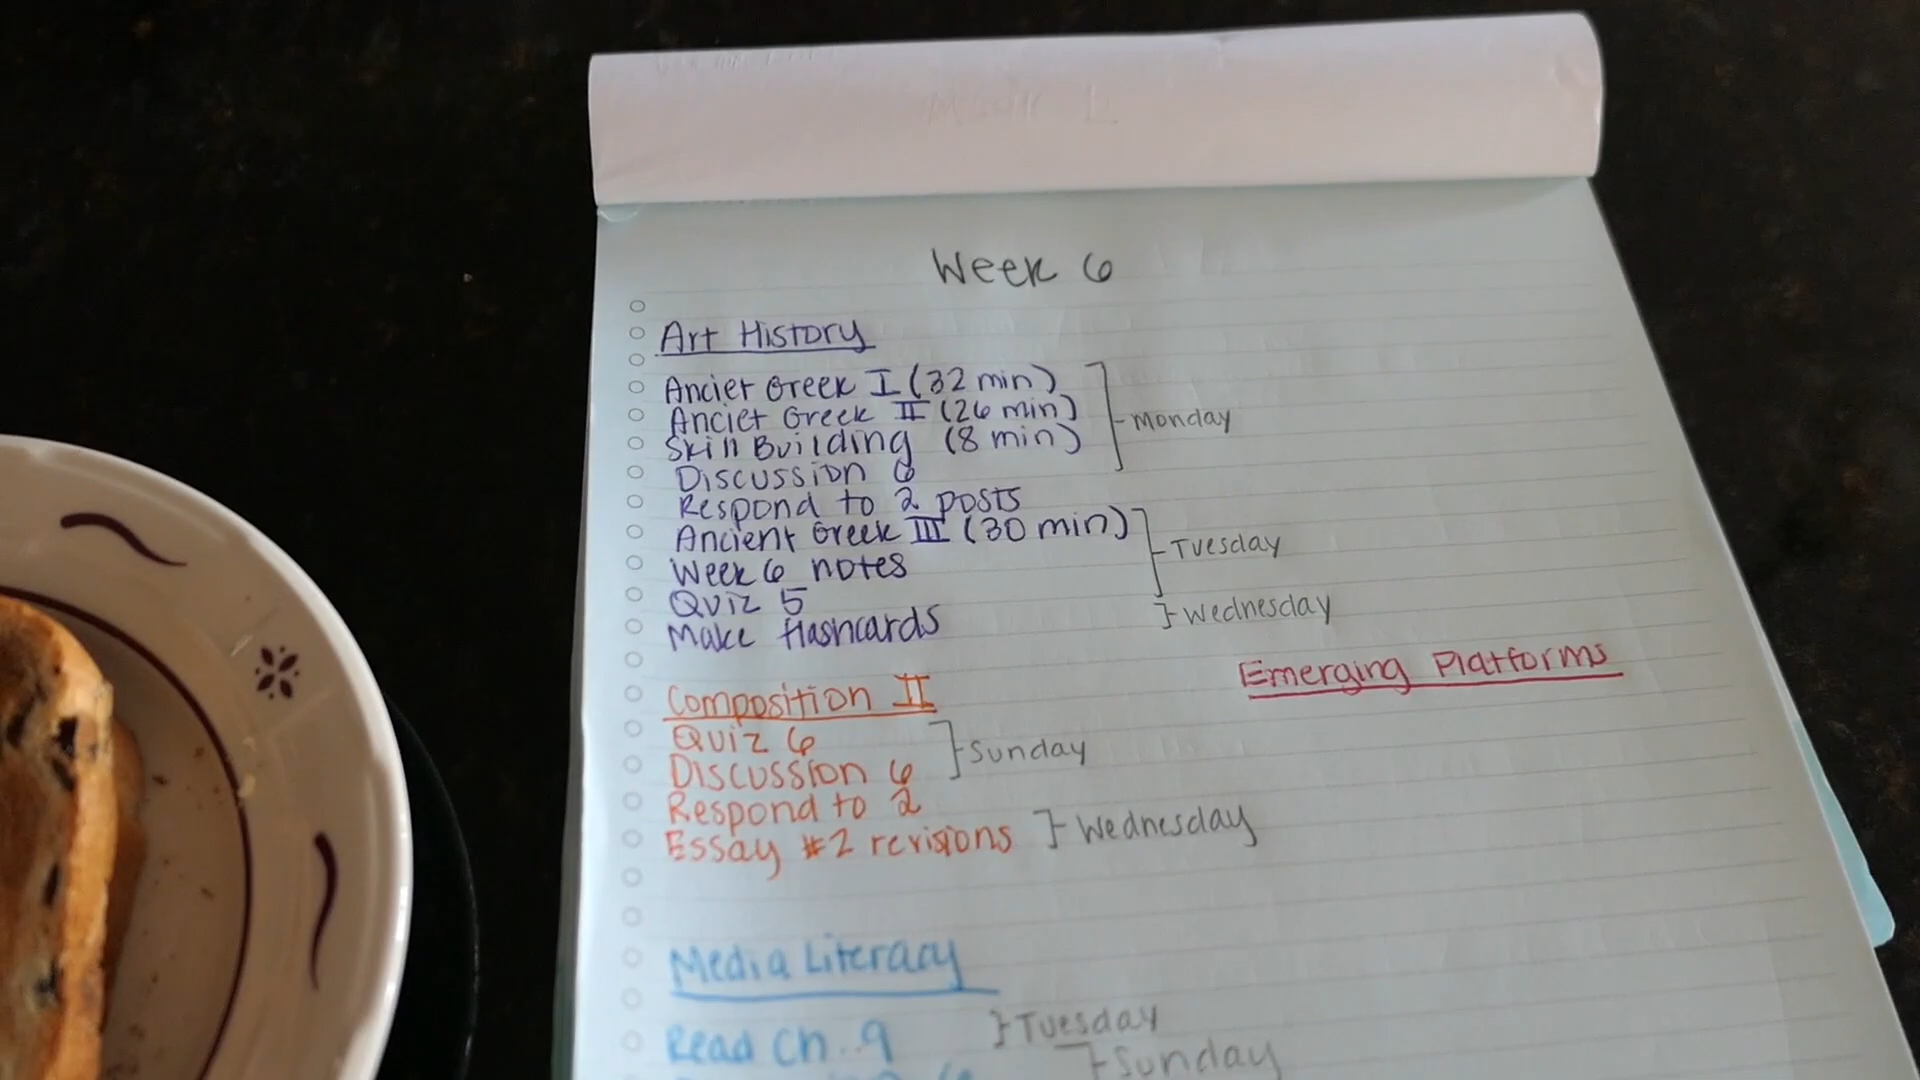 Week 6
Art History
Anciet Greek I (32 min)
Anciet Greek II (26 min)
Monday
Skill Building (8 min)
Discussion 6
Respond to 2 posts
Ancient Greek III (30 min)
Tuesday
Week 6 notes
Quiz 5
Wednesday
Make flashcards
Emerging Platforms
Composition II
Quiz 6
Sunday
Discussion 6
Respond to 2
Essay #2 revisions
Wednesday
Media Literacy
Read Ch. 9
Tuesday
Sunday